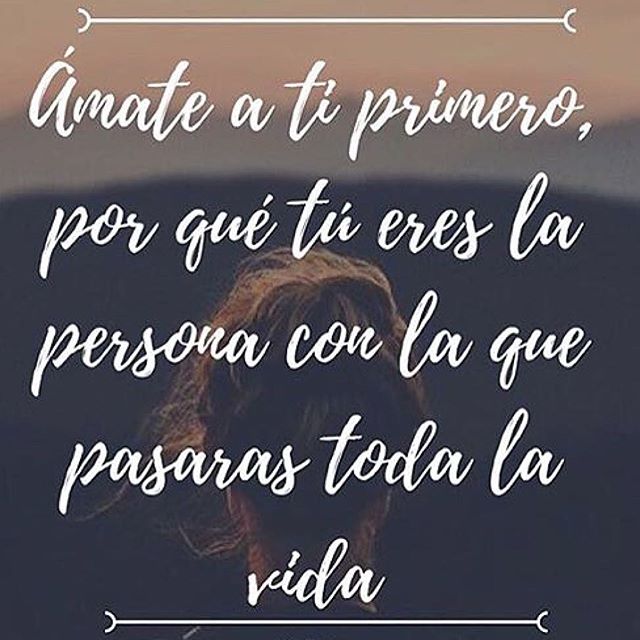 Ámate a ti primero,
por qué tú eres la
persona con la que
pasaras toda la
vida